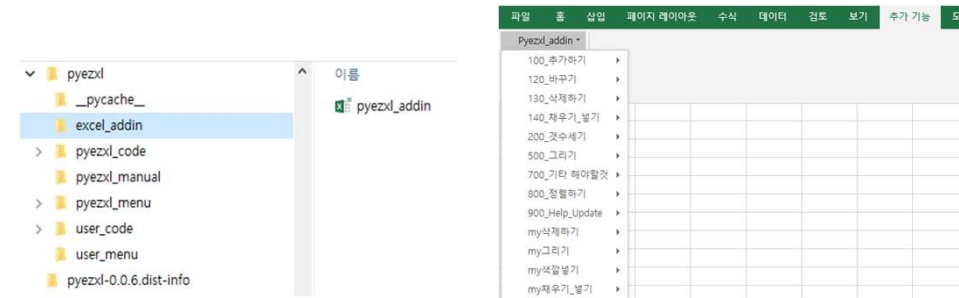 pyezxl
__pycache__
excel_addin
pyezxl_code
pyezxl_manual
pyezxl_menu
user_code
user_menu
pyezxl-0.0.6.dist-info
이름
pyezxl_addin
파일 홈 삽입 페이지 레이아웃 수식 데이터 검토 보기 추가 기능
Pyezxl_addin
100_추가하기
120_바꾸기
130_삭제하기
140_채우기_넣기
200_갯수세기
500_그리기
700_기타 해야할것
800_정렬하기
900_Help_Update
my삭제하기
my그리기
my색깔넣기
my채우기_넣기